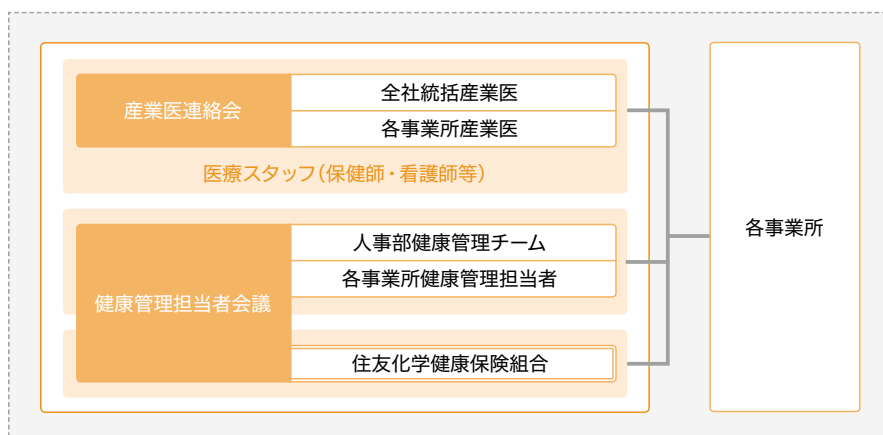 産業医連絡会
全社統括産業医
各事業所産業医
医療スタッフ（保健師・看護師等）
健康管理担当者会議
人事部健康管理チーム
各事業所健康管理担当者
住友化学健康保険組合
各事業所